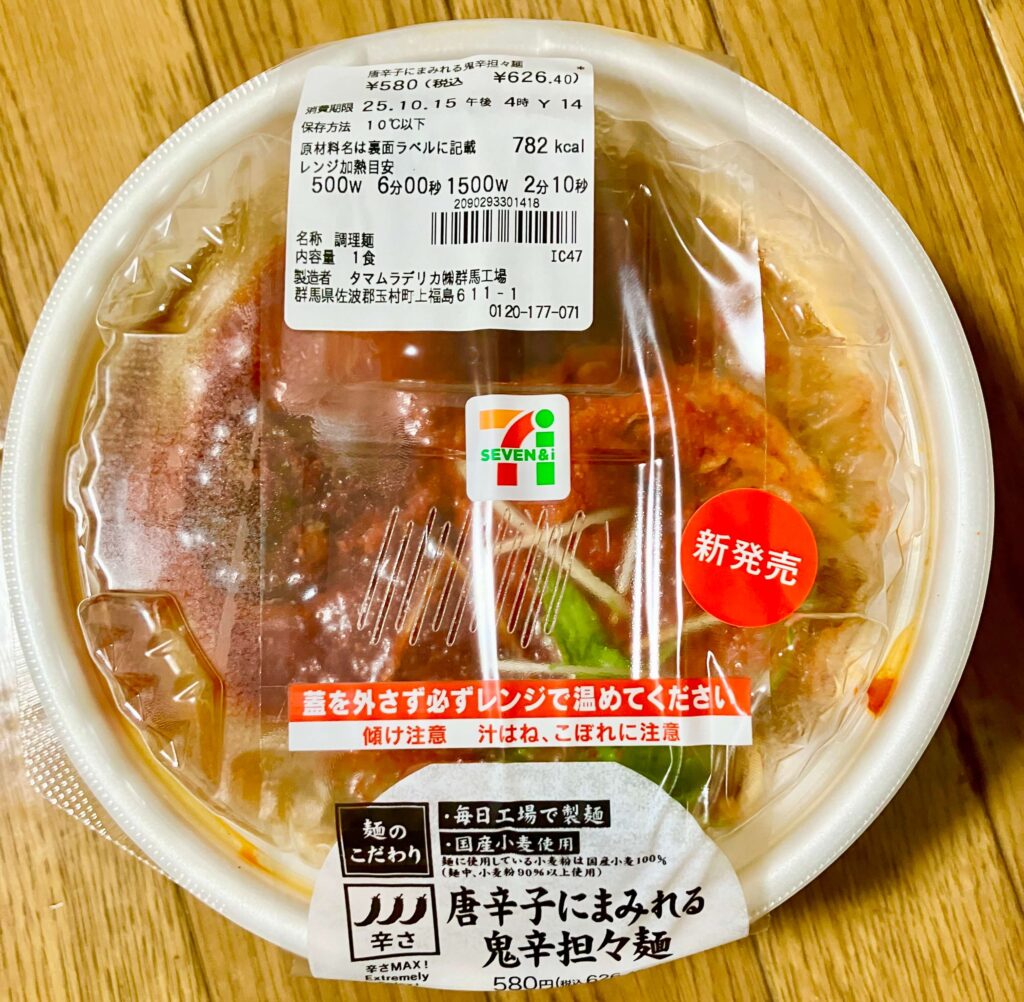 唐辛子にまみれる鬼辛担々麺 *
¥580(税込 ¥626.40)
消費期限 25.10.15 午後 4時 Y 14
保存方法 10℃以下
原材料名は裏面ラベルに記載 782 kcal
レンジ加熱目安
500W 6分00秒 1500W 2分10秒
2090293301418
名称 調理麺
内容量 1食 IC47
製造者 タマムラデリカ㈱群馬工場
群馬県佐波郡玉村町上福島611-1
0120-177-071
7i
SEVEN&i
新発売
蓋を外さず必ずレンジで温めてください
傾け注意 汁はね、こぼれに注意
麺の
こだわり
・毎日工場で製麺
・国産小麦使用
麺に使用している小麦粉は国産小麦100%
(麺中、小麦粉90%以上使用)
辛さ
唐辛子にまみれる
鬼辛担々麺
辛さMAX!
Extremely
580円(税込 626